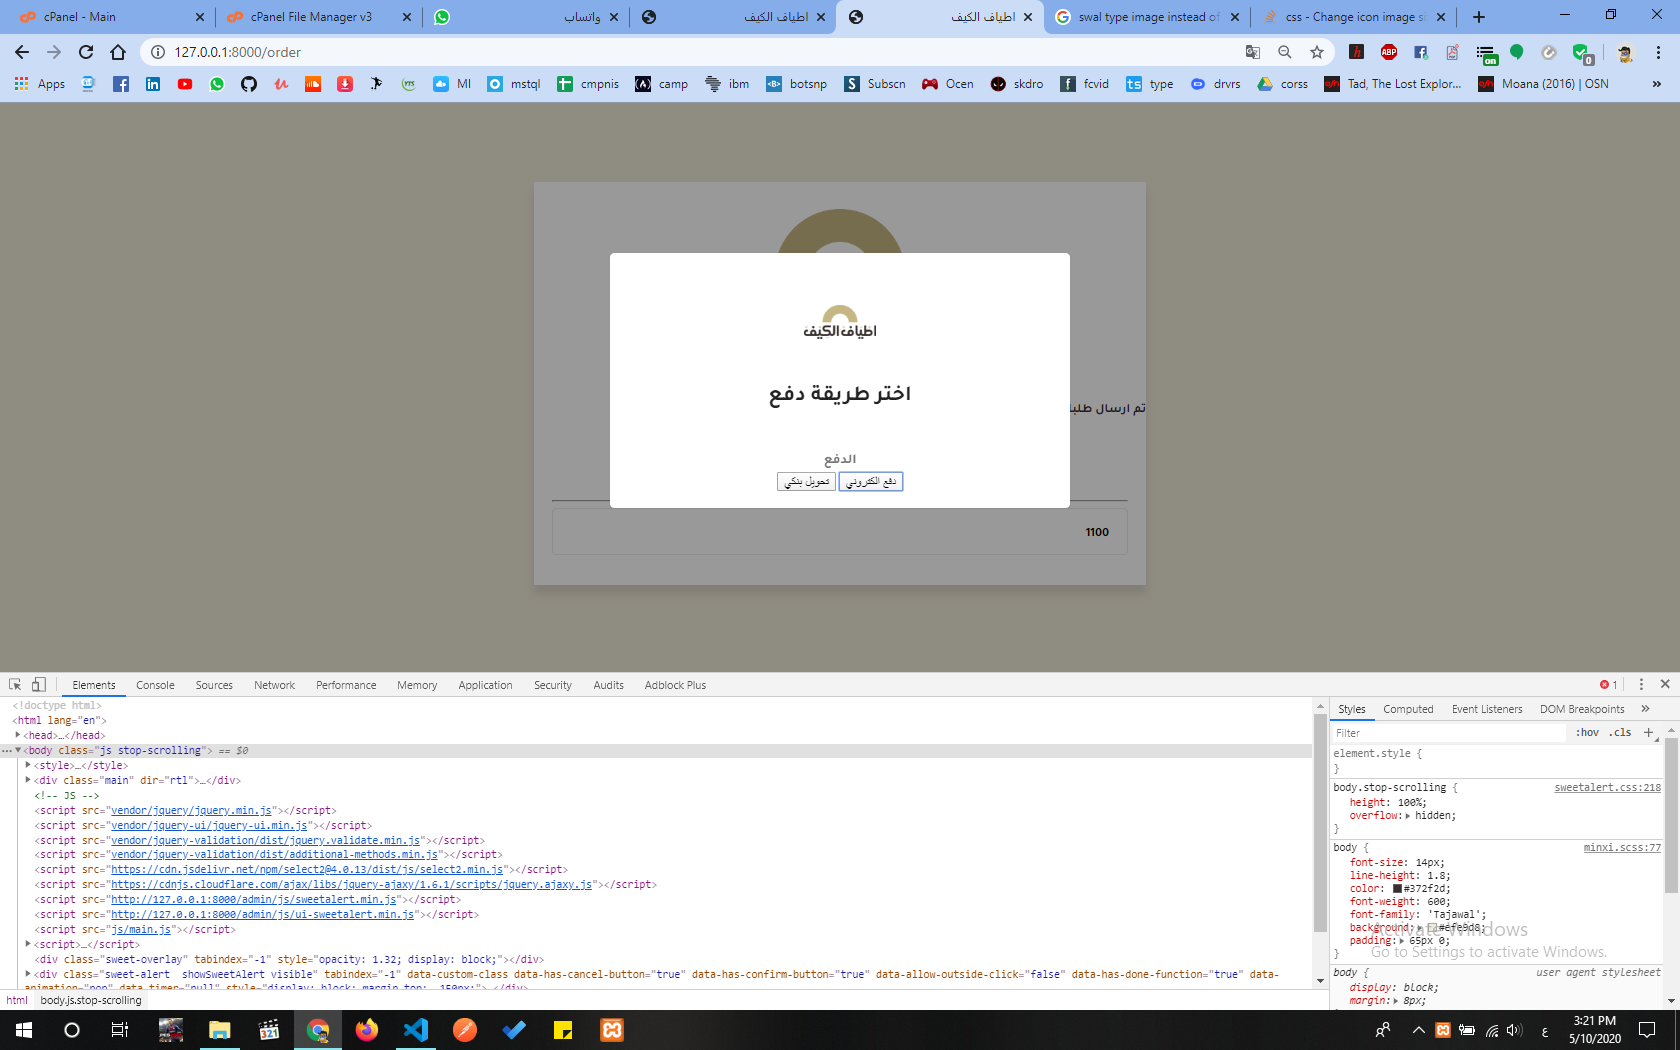 cPanel - Main
cPanel File Manager v3
واتساب
اطياف الكيف
اطياف الكيف
swal type image instead of
css - Change icon image si
127.0.0.1:8000/order
Apps
MI
mstql
cmpnis
camp
ibm
botsnp
Subscn
Ocen
skdro
fcvid
type
drvrs
corss
Tad, The Lost Explor...
Moana (2016) | OSN
»
اطياف الكيف
اختر طريقة دفع
تم ارسال طلبا
الدفع
دفع الكتروني
تحويل بنكي
1100
Elements
Console
Sources
Network
Performance
Memory
Application
Security
Audits
Adblock Plus
1
<!doctype html>
<html lang="en">
<head>…</head>
<body class="js stop-scrolling"> == $0
<style>…</style>
<div class="main" dir="rtl">…</div>
<!-- JS -->
<script src="vendor/jquery/jquery.min.js"></script>
<script src="vendor/jquery-ui/jquery-ui.min.js"></script>
<script src="vendor/jquery-validation/dist/jquery.validate.min.js"></script>
<script src="vendor/jquery-validation/dist/additional-methods.min.js"></script>
<script src="https://cdn.jsdelivr.net/npm/select2@4.0.13/dist/js/select2.min.js"></script>
<script src="https://cdnjs.cloudflare.com/ajax/libs/jquery-ajaxy/1.6.1/scripts/jquery.ajaxy.js"></script>
<script src="http://127.0.0.1:8000/admin/js/sweetalert.min.js"></script>
<script src="http://127.0.0.1:8000/admin/js/ui-sweetalert.min.js"></script>
<script src="js/main.js"></script>
<script>…</script>
<div class="sweet-overlay" tabindex="-1" style="opacity: 1.32; display: block;"></div>
<div class="sweet-alert  showSweetAlert visible" tabindex="-1" data-custom-class data-has-cancel-button="true" data-has-confirm-button="true" data-allow-outside-click="false" data-has-done-function="true" data-
animation="pop" data-timer="null" style="display: block; margin-top: -150px;">…</div>
html
body.js.stop-scrolling
Styles
Computed
Event Listeners
DOM Breakpoints
»
Filter
:hov .cls +
element.style {
}
body.stop-scrolling {
sweetalert.css:218
height: 100%;
overflow: hidden;
}
body {
minxi.scss:77
font-size: 14px;
line-height: 1.8;
color: #372f2d;
font-weight: 600;
font-family: 'Tajawal';
background: #efe9d8;
padding: 65px 0;
}
Activate Windows
Go to Settings to activate Windows.
body {
user agent stylesheet
display: block;
margin: 8px;
ع
3:21 PM
5/10/2020